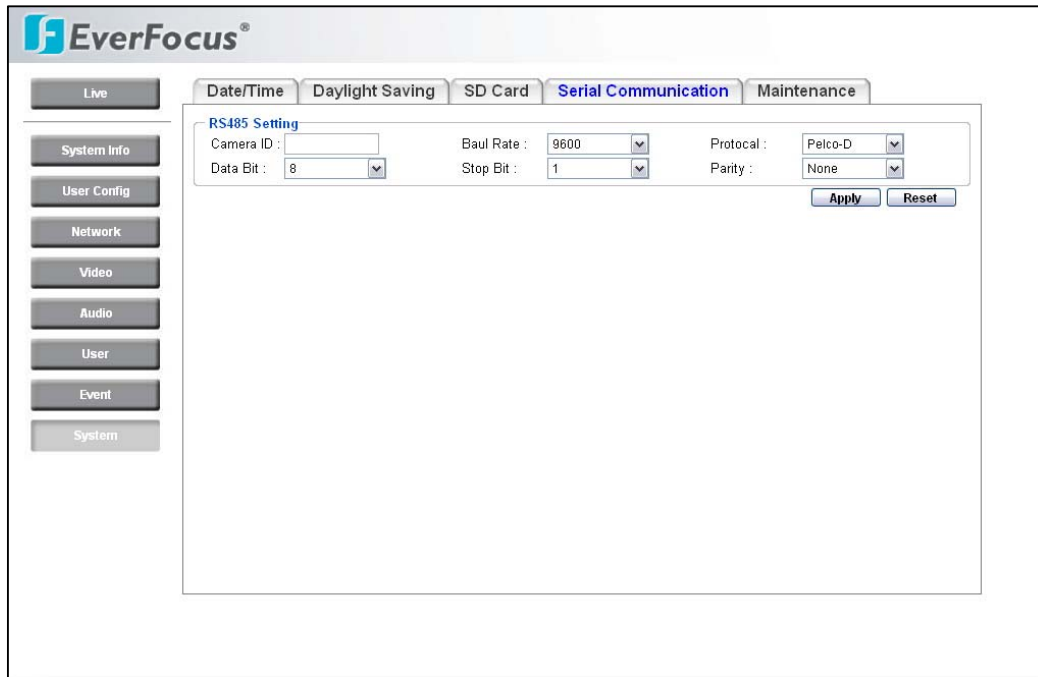 EverFocus®
Live
System Info
User Config
Network
Video
Audio
User
Event
System
Date/Time Daylight Saving SD Card Serial Communication Maintenance
RS485 Setting
Camera ID : Baul Rate : 9600 Protocal : Pelco-D
Data Bit : 8 Stop Bit : 1 Parity : None
Apply Reset